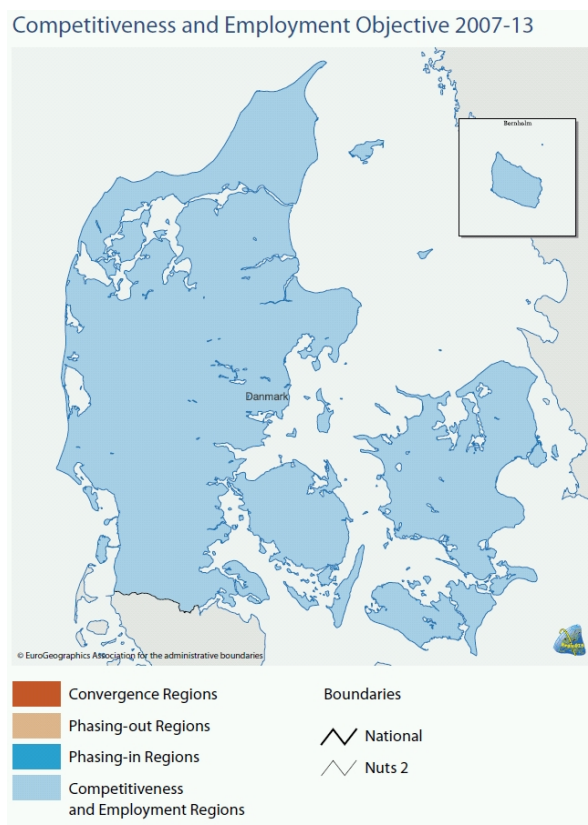 Competitiveness and Employment Objective 2007-13
Bernholm
Danmark
© EuroGeographics Association for the administrative boundaries
Convergence Regions
Phasing-out Regions
Phasing-in Regions
Competitiveness
and Employment Regions
Boundaries
National
Nuts 2